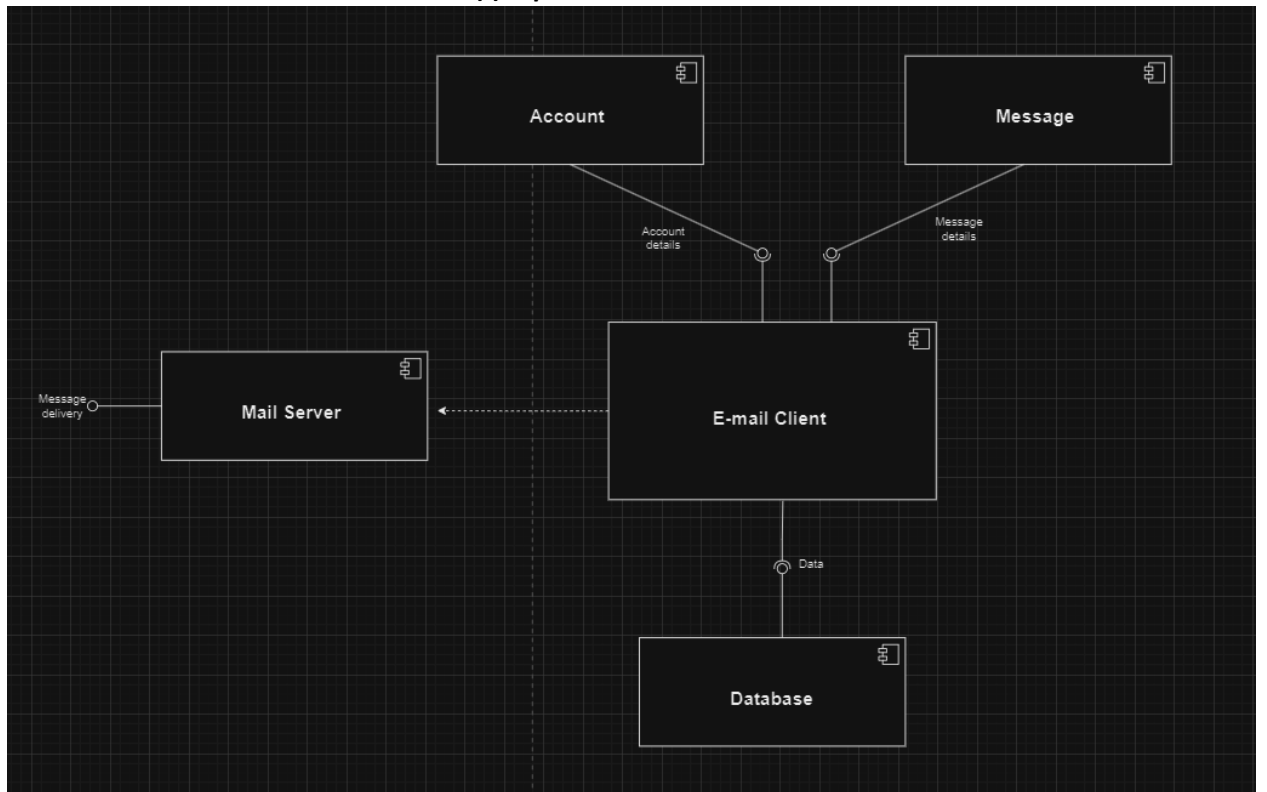 Account
Message
Account
details
Message
details
Message
delivery
Mail Server
E-mail Client
Data
Database